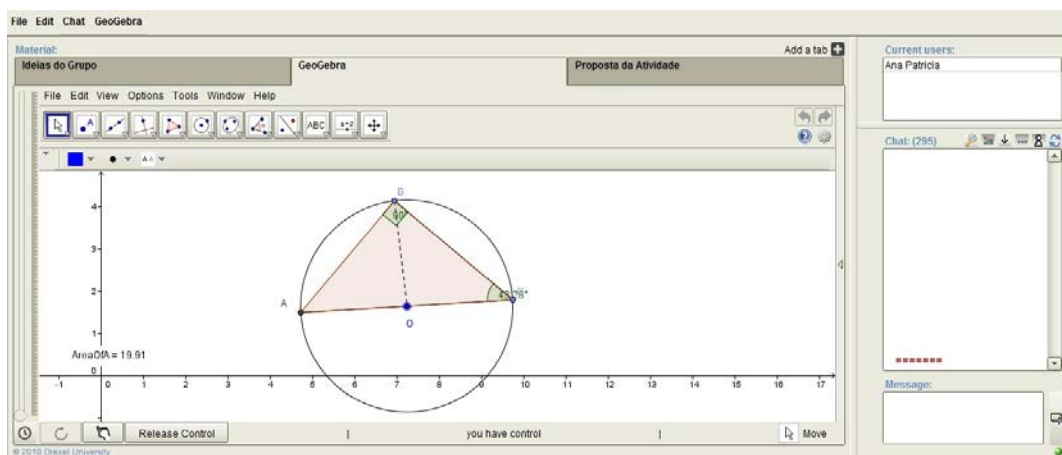 File Edit Chat GeoGebra
Material:
Add a tab
Current users:
Ideias do Grupo
GeoGebra
Proposta da Atividade
Ana Patricia
File Edit View Options Tools Window Help
ABC
a=2
Chat: (295)
A A
4
3
2
1
0
A
O
90°
AreaOfA = 19.91
-1 0 1 2 3 4 5 6 7 8 9 10 11 12 13 14 15 16 17
Message:
Release Control
you have control
Move
© 2010 Drexel University